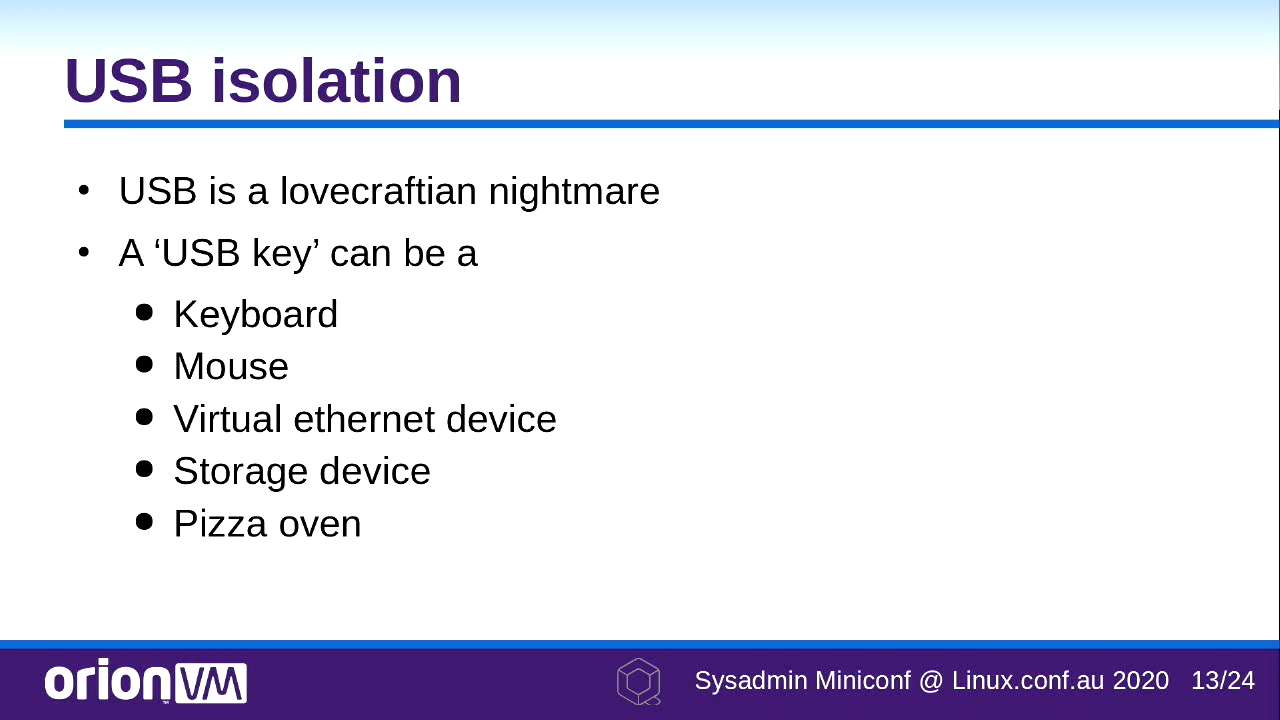 USB isolation
• USB is a lovecraftian nightmare
• A ‘USB key’ can be a
● Keyboard
● Mouse
● Virtual ethernet device
● Storage device
● Pizza oven
orionVM™
Sysadmin Miniconf @ Linux.conf.au 2020 13/24